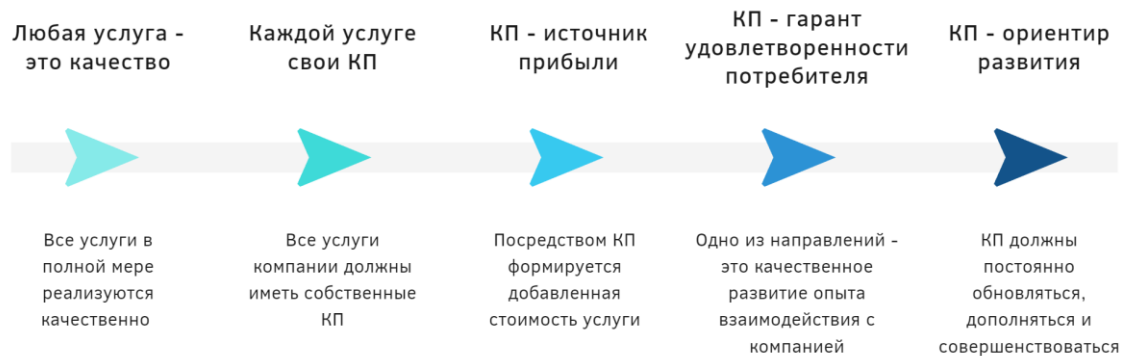 Любая услуга -
это качество
Каждой услуге
свои КП
КП - источник
прибыли
КП - гарант
удовлетворенности
потребителя
КП - ориентир
развития
Все услуги в
полной мере
реализуются
качественно
Все услуги
компании должны
иметь собственные
КП
Посредством КП
формируется
добавленная
стоимость услуги
Одно из направлений -
это качественное
развитие опыта
взаимодействия с
компанией
КП должны
постоянно
обновляться,
дополняться и
совершенствоваться